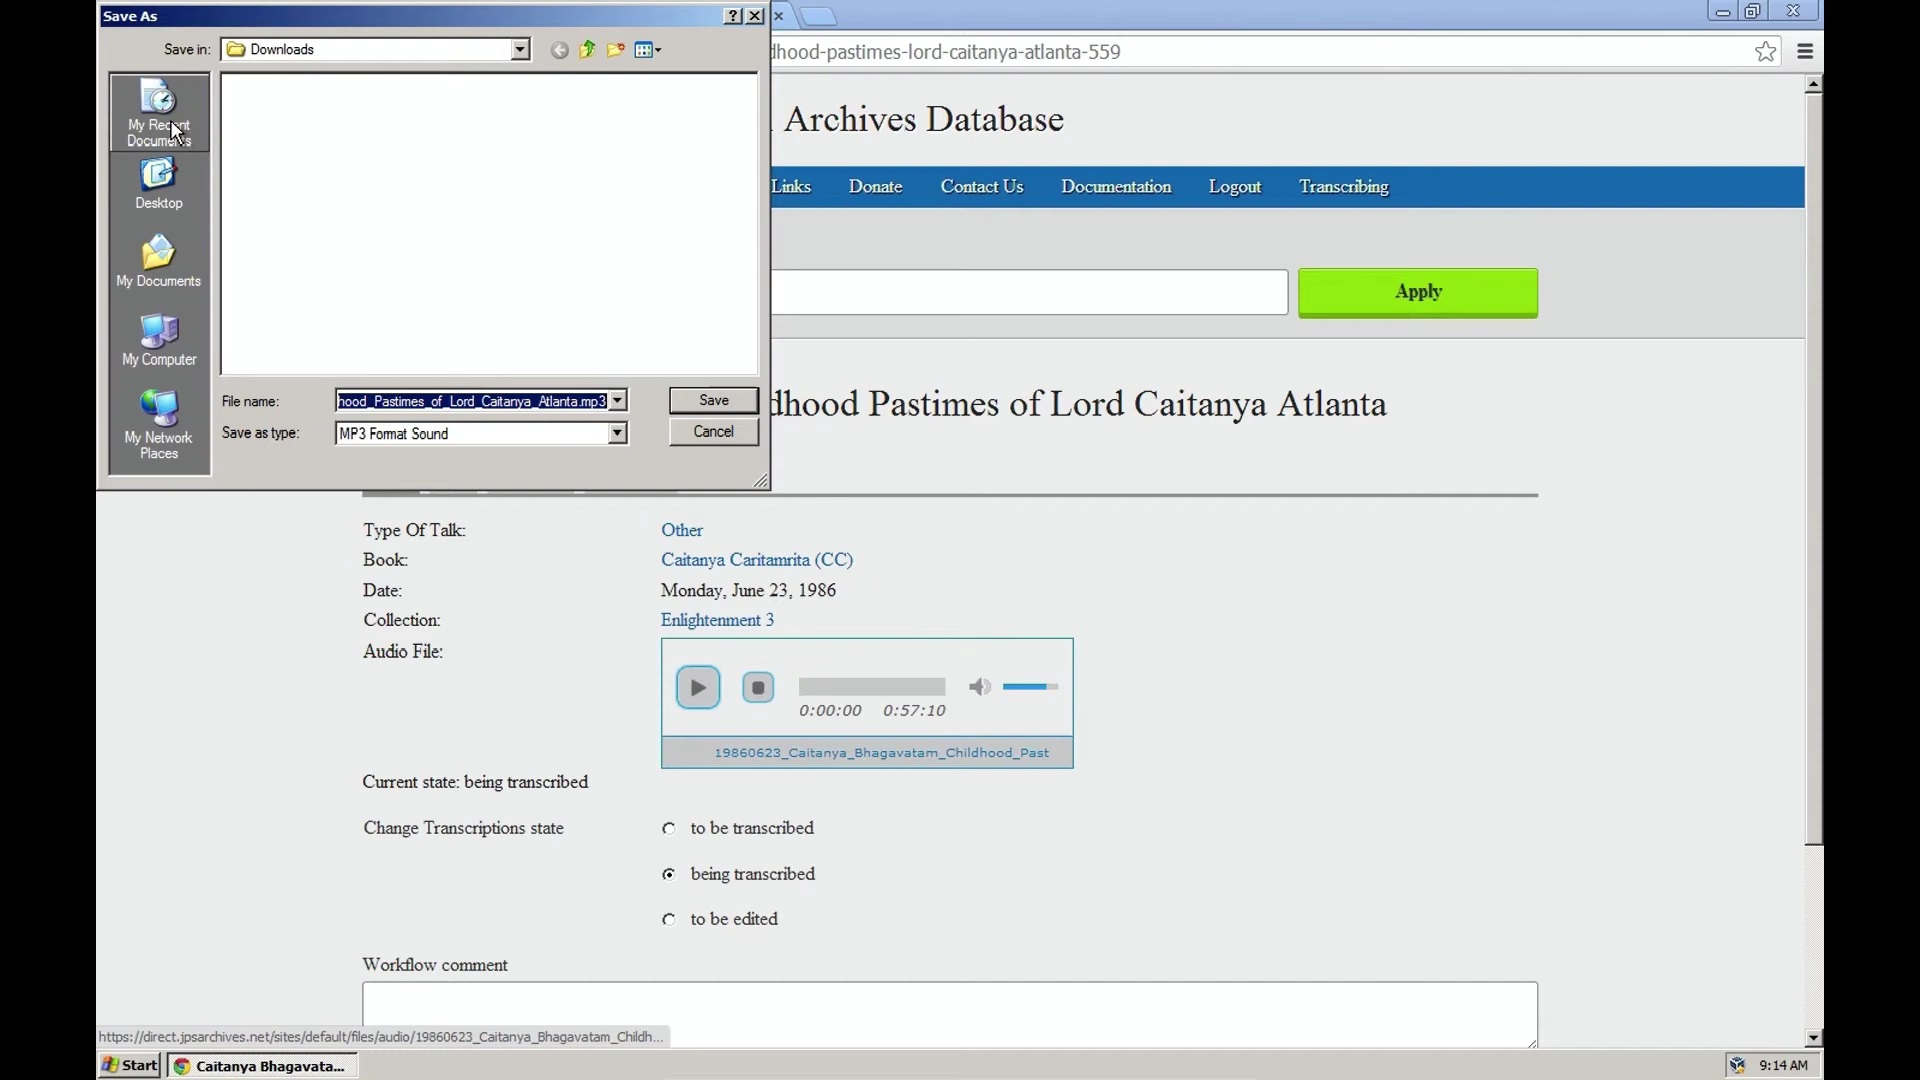 Save As
Save in: Downloads
My Recent
Documents
Desktop
My Documents
My Computer
My Network
Places
File name: hood_Pastimes_of_Lord_Caitanya_Atlanta.mp3
Save as type: MP3 Format Sound
Save
Cancel
dhood-pastimes-lord-caitanya-atlanta-559
Archives Database
Links Donate Contact Us Documentation Logout Transcribing
Apply
dhood Pastimes of Lord Caitanya Atlanta
Type Of Talk: Other
Book: Caitanya Caritamrita (CC)
Date: Monday, June 23, 1986
Collection: Enlightenment 3
Audio File:
0:00:00 0:57:10
19860623_Caitanya_Bhagavatam_Childhood_Past
Current state: being transcribed
Change Transcriptions state
to be transcribed
being transcribed
to be edited
Workflow comment
https://direct.jpsarchives.net/sites/default/files/audio/19860623_Caitanya_Bhagavatam_Childh...
Start
Caitanya Bhagavata...
9:14 AM